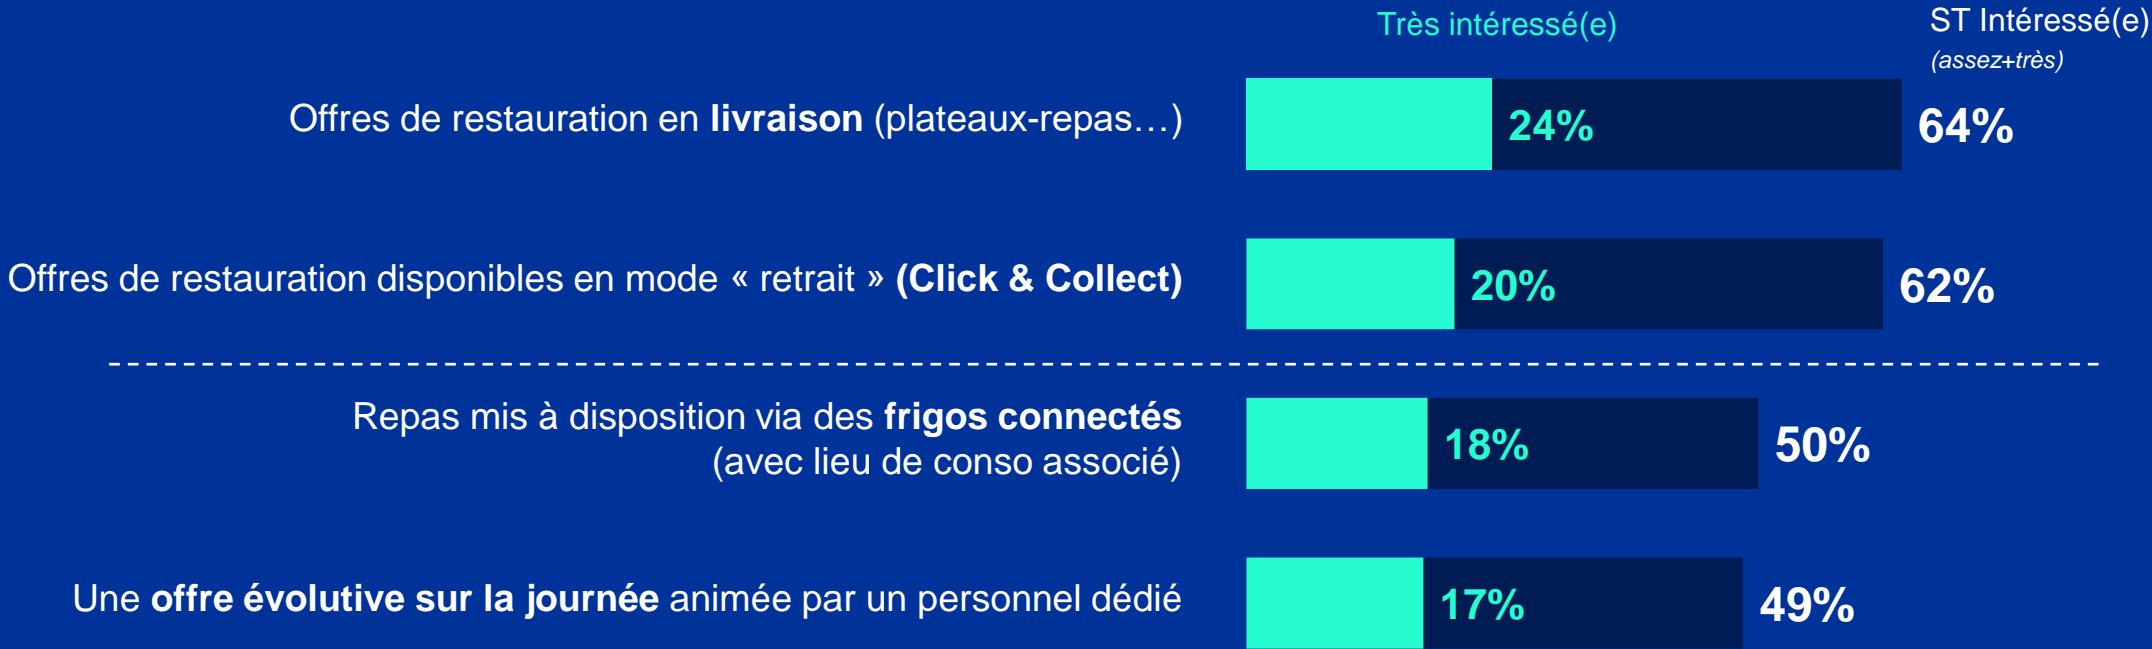 Très intéressé(e)
ST Intéressé(e)
(assez+très)
Offres de restauration en livraison (plateaux-repas…)
24%
64%
Offres de restauration disponibles en mode « retrait » (Click & Collect)
20%
62%
Repas mis à disposition via des frigos connectés
(avec lieu de conso associé)
18%
50%
Une offre évolutive sur la journée animée par un personnel dédié
17%
49%